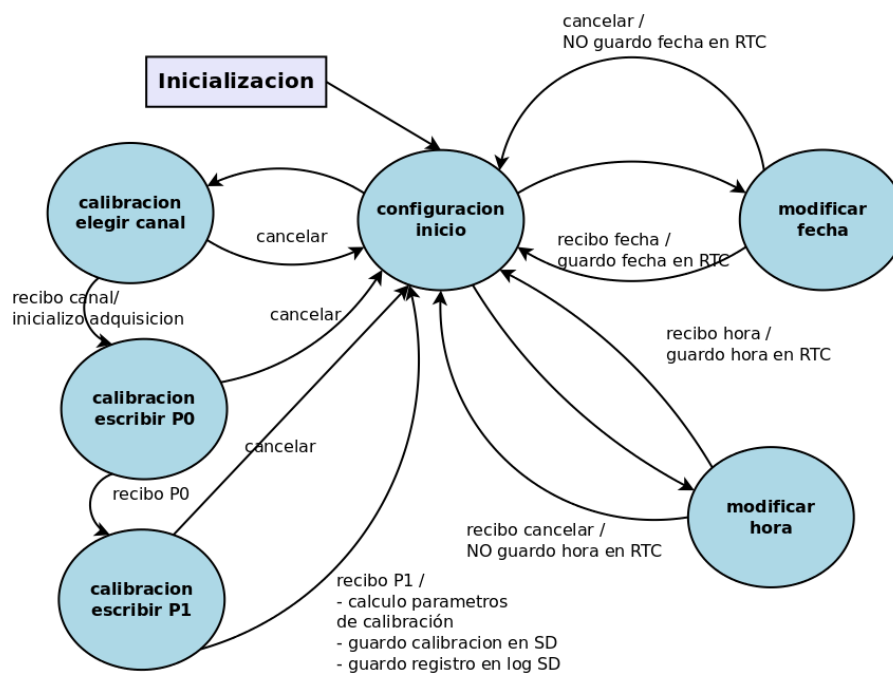 cancelar /
NO guardo fecha en RTC
Inicializacion
calibracion
elegir canal
configuracion
inicio
modificar
fecha
cancelar
recibo fecha /
guardo fecha en RTC
recibo canal/
inicializo adquisicion
cancelar
recibo hora /
guardo hora en RTC
calibracion
escribir P0
cancelar
recibo P0
modificar
hora
recibo cancelar /
NO guardo hora en RTC
calibracion
escribir P1
recibo P1 /
- calculo parametros
de calibración
- guardo calibracion en SD
- guardo registro en log SD